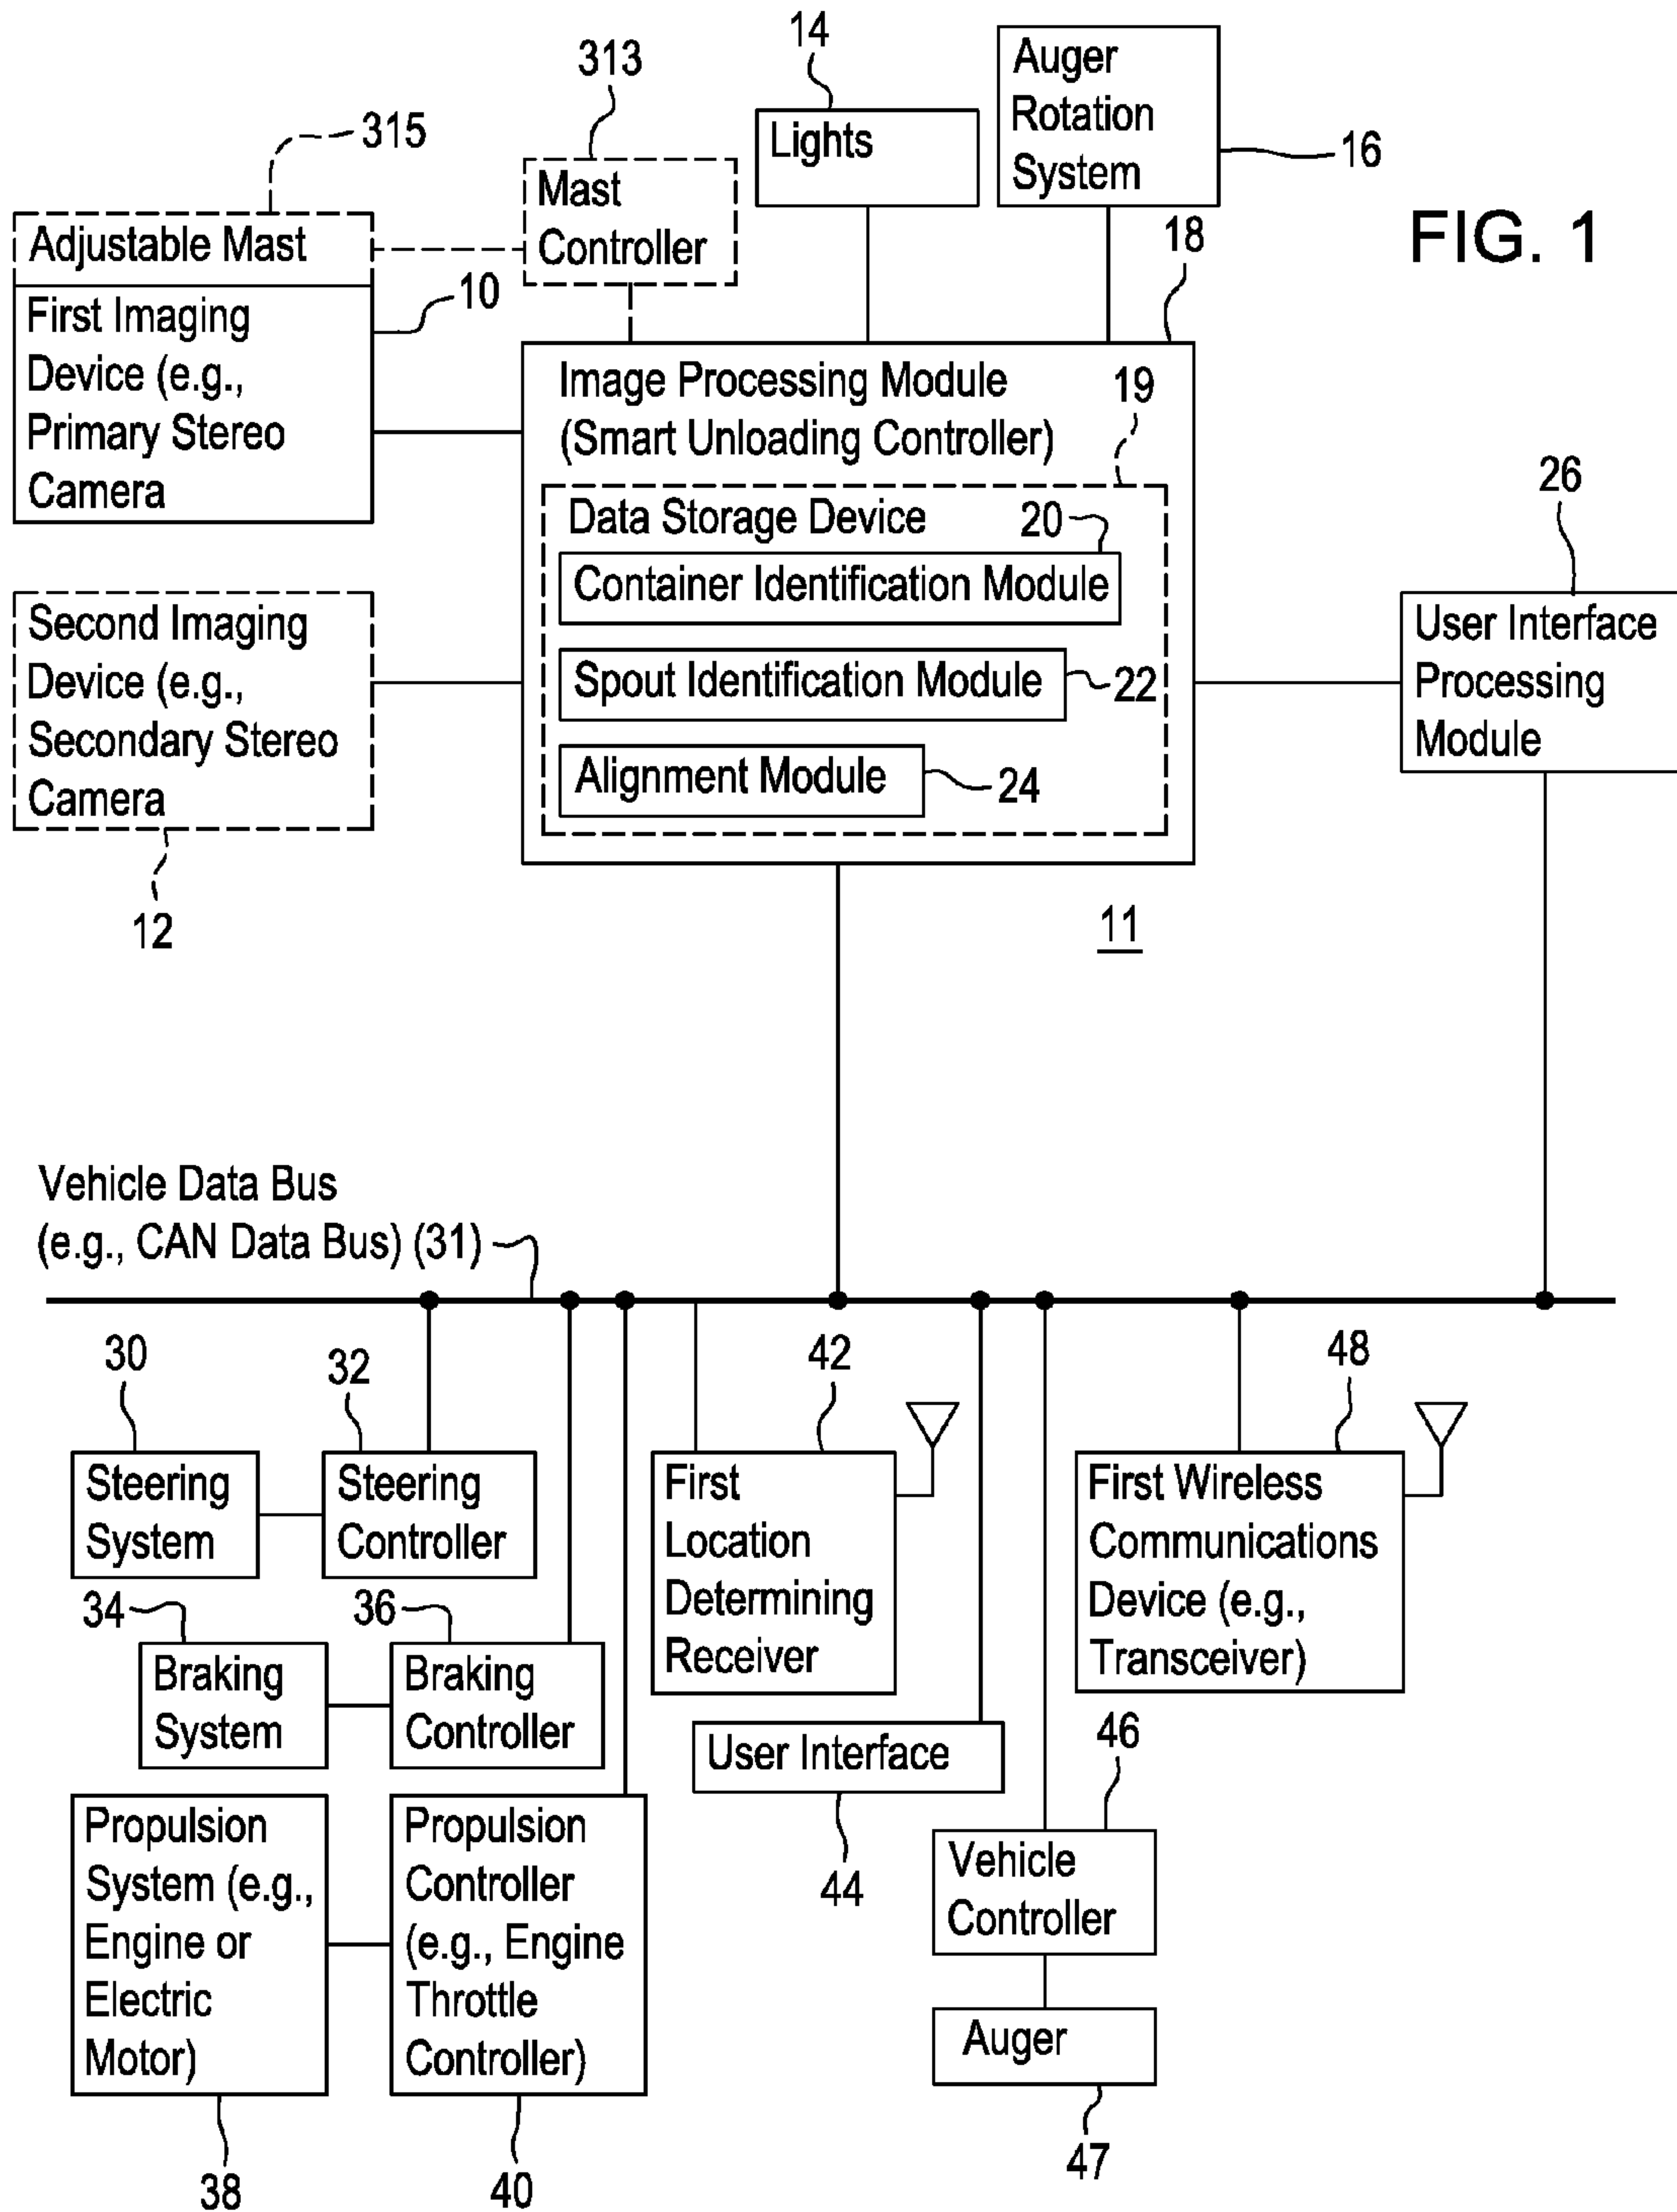 14
313
Auger
Rotation
System
16
315
Lights
Mast
Controller
FIG. 1
Adjustable Mast
10
18
First Imaging
Device (e.g.,
Primary Stereo
Camera
Image Processing Module
(Smart Unloading Controller)
19
Data Storage Device
20
Container Identification Module
Spout Identification Module
22
Alignment Module
24
26
User Interface
Processing
Module
Second Imaging
Device (e.g.,
Secondary Stereo
Camera
12
11
Vehicle Data Bus
(e.g., CAN Data Bus) (31)
30
32
42
48
Steering
System
Steering
Controller
First
Location
Determining
Receiver
First Wireless
Communications
Device (e.g.,
Transceiver)
34
36
Braking
System
Braking
Controller
User Interface
44
46
Propulsion
System (e.g.,
Engine or
Electric
Motor)
Propulsion
Controller
(e.g., Engine
Throttle
Controller)
Vehicle
Controller
Auger
47
38
40